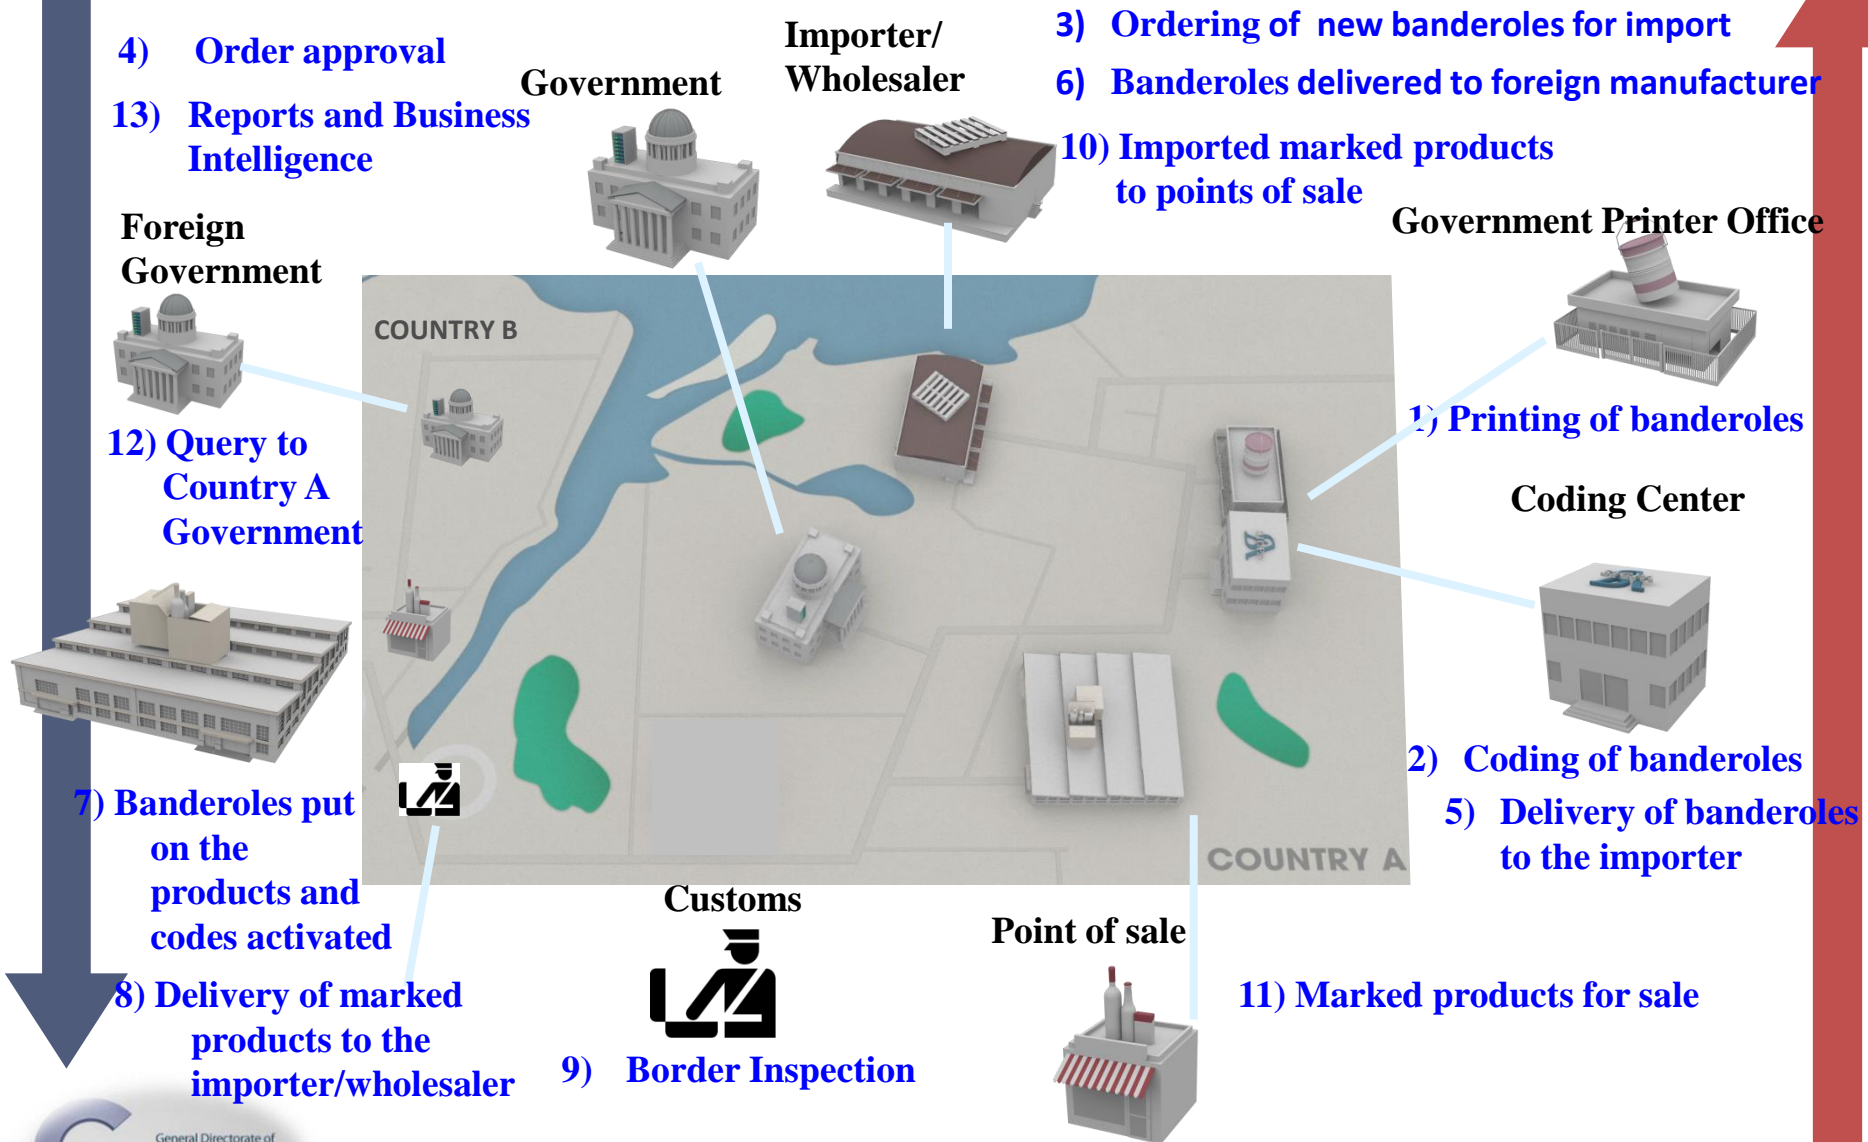 4) Order approval
13) Reports and Business
Intelligence
Government
Importer/
Wholesaler
3) Ordering of new banderoles for import
6) Banderoles delivered to foreign manufacturer
10) Imported marked products
to points of sale
Foreign
Government
Government Printer Office
COUNTRY B
1) Printing of banderoles
12) Query to
Country A
Government
Coding Center
2) Coding of banderoles
5) Delivery of banderoles
to the importer
7) Banderoles put
on the
products and
codes activated
COUNTRY A
Customs
Point of sale
8) Delivery of marked
products to the
importer/wholesaler
9) Border Inspection
11) Marked products for sale
General Directorate of